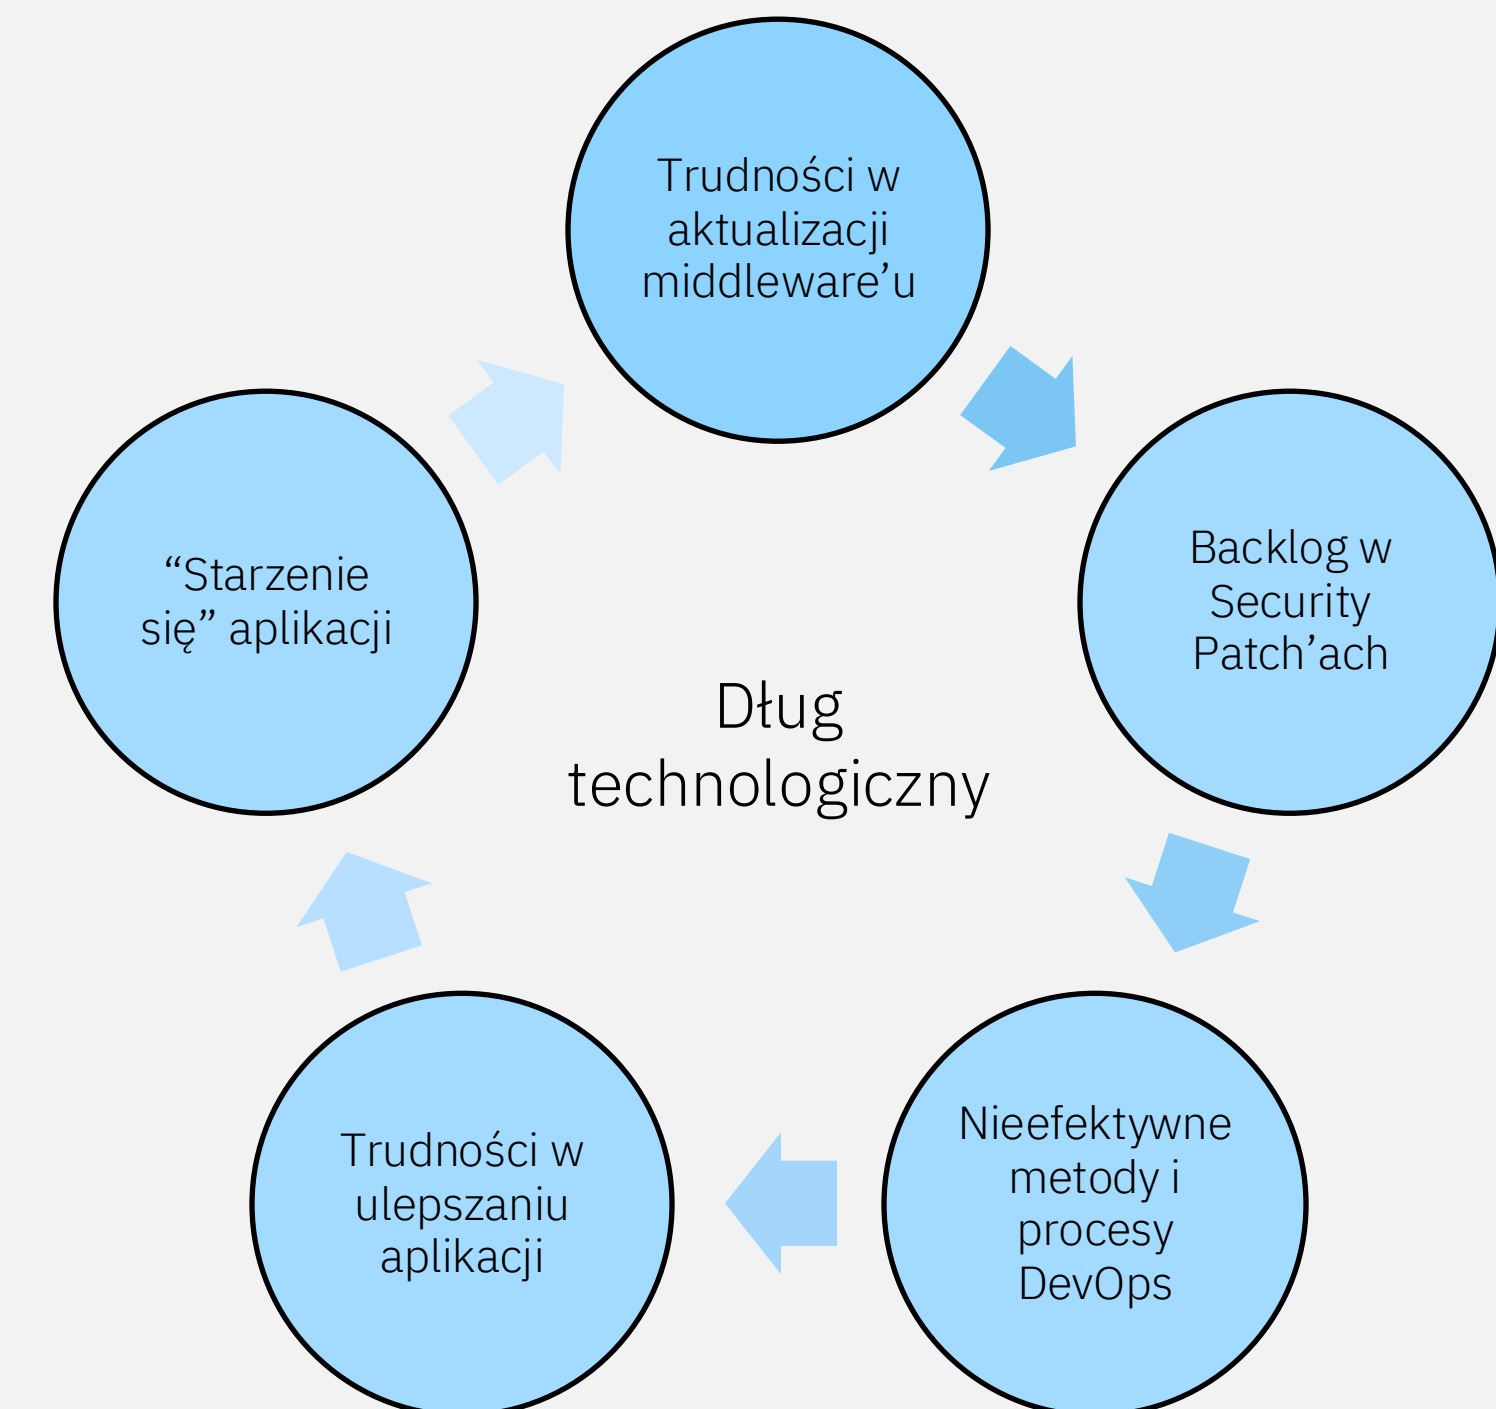 Trudności w
aktualizacji
middleware’u
Backlog w
Security
Patch’ach
Nieefektywne
metody i
procesy
DevOps
Trudności w
ulepszaniu
aplikacji
“Starzenie
się” aplikacji
Dług
technologiczny